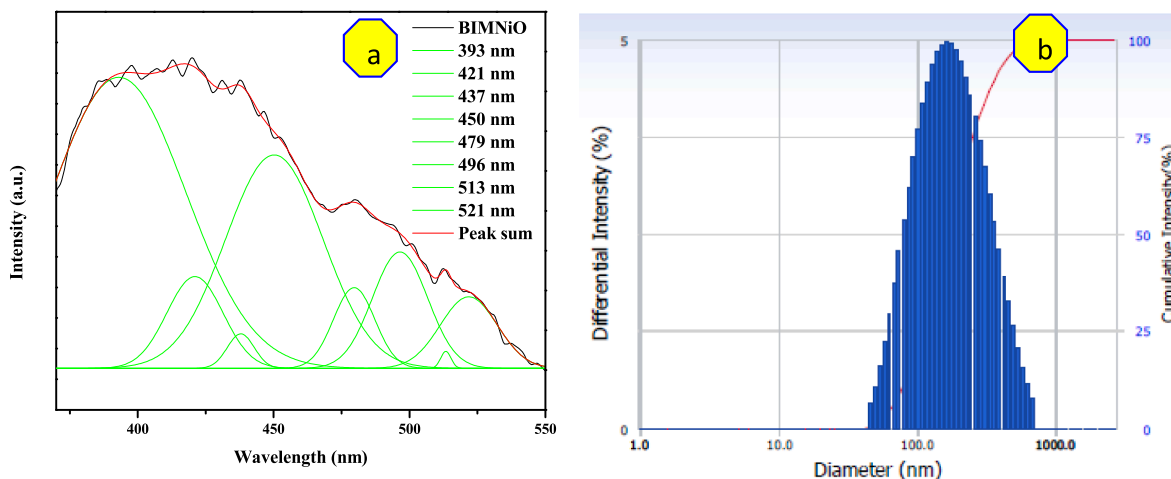 a
BIMNiO
393 nm
421 nm
437 nm
450 nm
479 nm
496 nm
513 nm
521 nm
Peak sum
Intensity (a.u.)
400
450
500
550
Wavelength (nm)
b
5
0
Differential Intensity (%)
100
75
50
25
0
Cumulative Intensity(%)
1.0
10.0
100.0
1000.0
Diameter (nm)